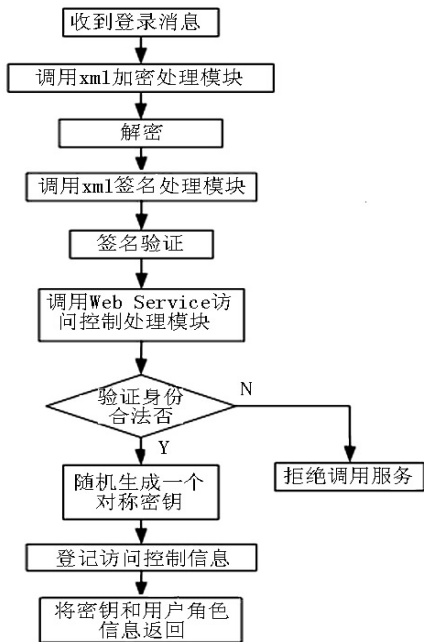 收到登录消息
调用xml加密处理模块
解密
调用xml签名处理模块
签名验证
调用Web Service访
问控制处理模块
验证身份
合法否
N
Y
随机生成一个
对称密钥
拒绝调用服务
登记访问控制信息
将密钥和用户角色
信息返回